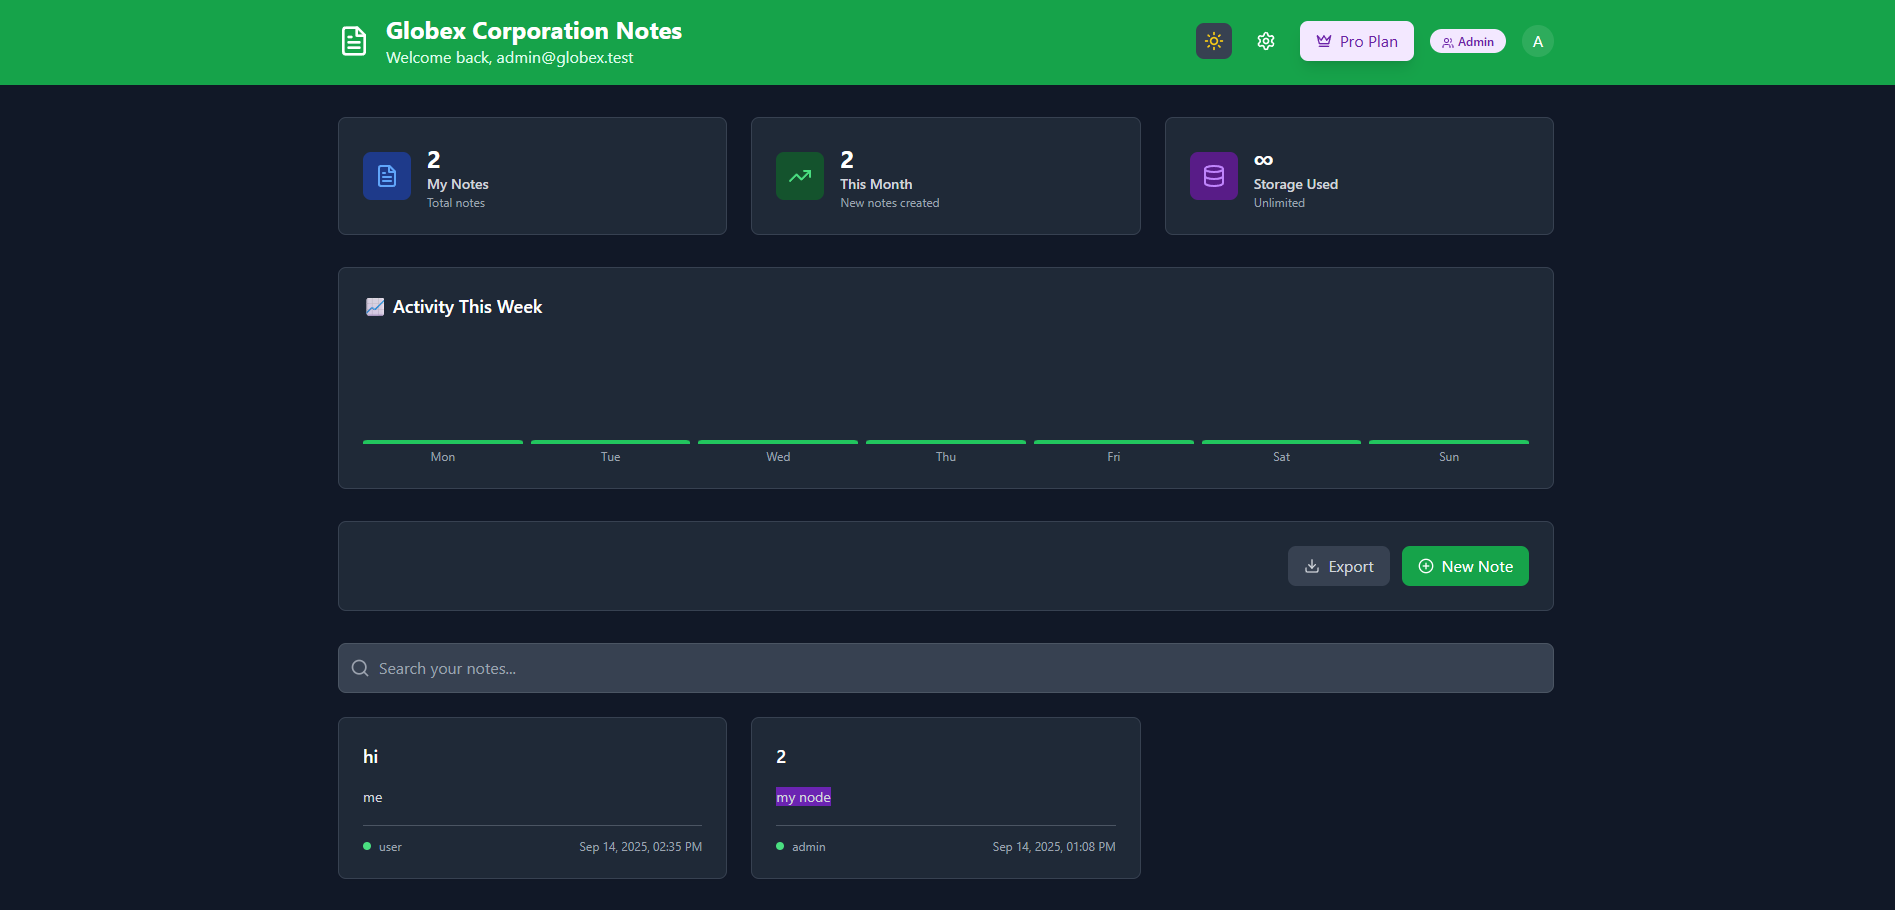 Globex Corporation Notes
Welcome back, admin@globex.test
Pro Plan
Admin
A
2
My Notes
Total notes
2
This Month
New notes created
∞
Storage Used
Unlimited
Activity This Week
Mon Tue Wed Thu Fri Sat Sun
Export
New Note
Search your notes...
hi
me
user Sep 14, 2025, 02:35 PM
2
my node
admin Sep 14, 2025, 01:08 PM